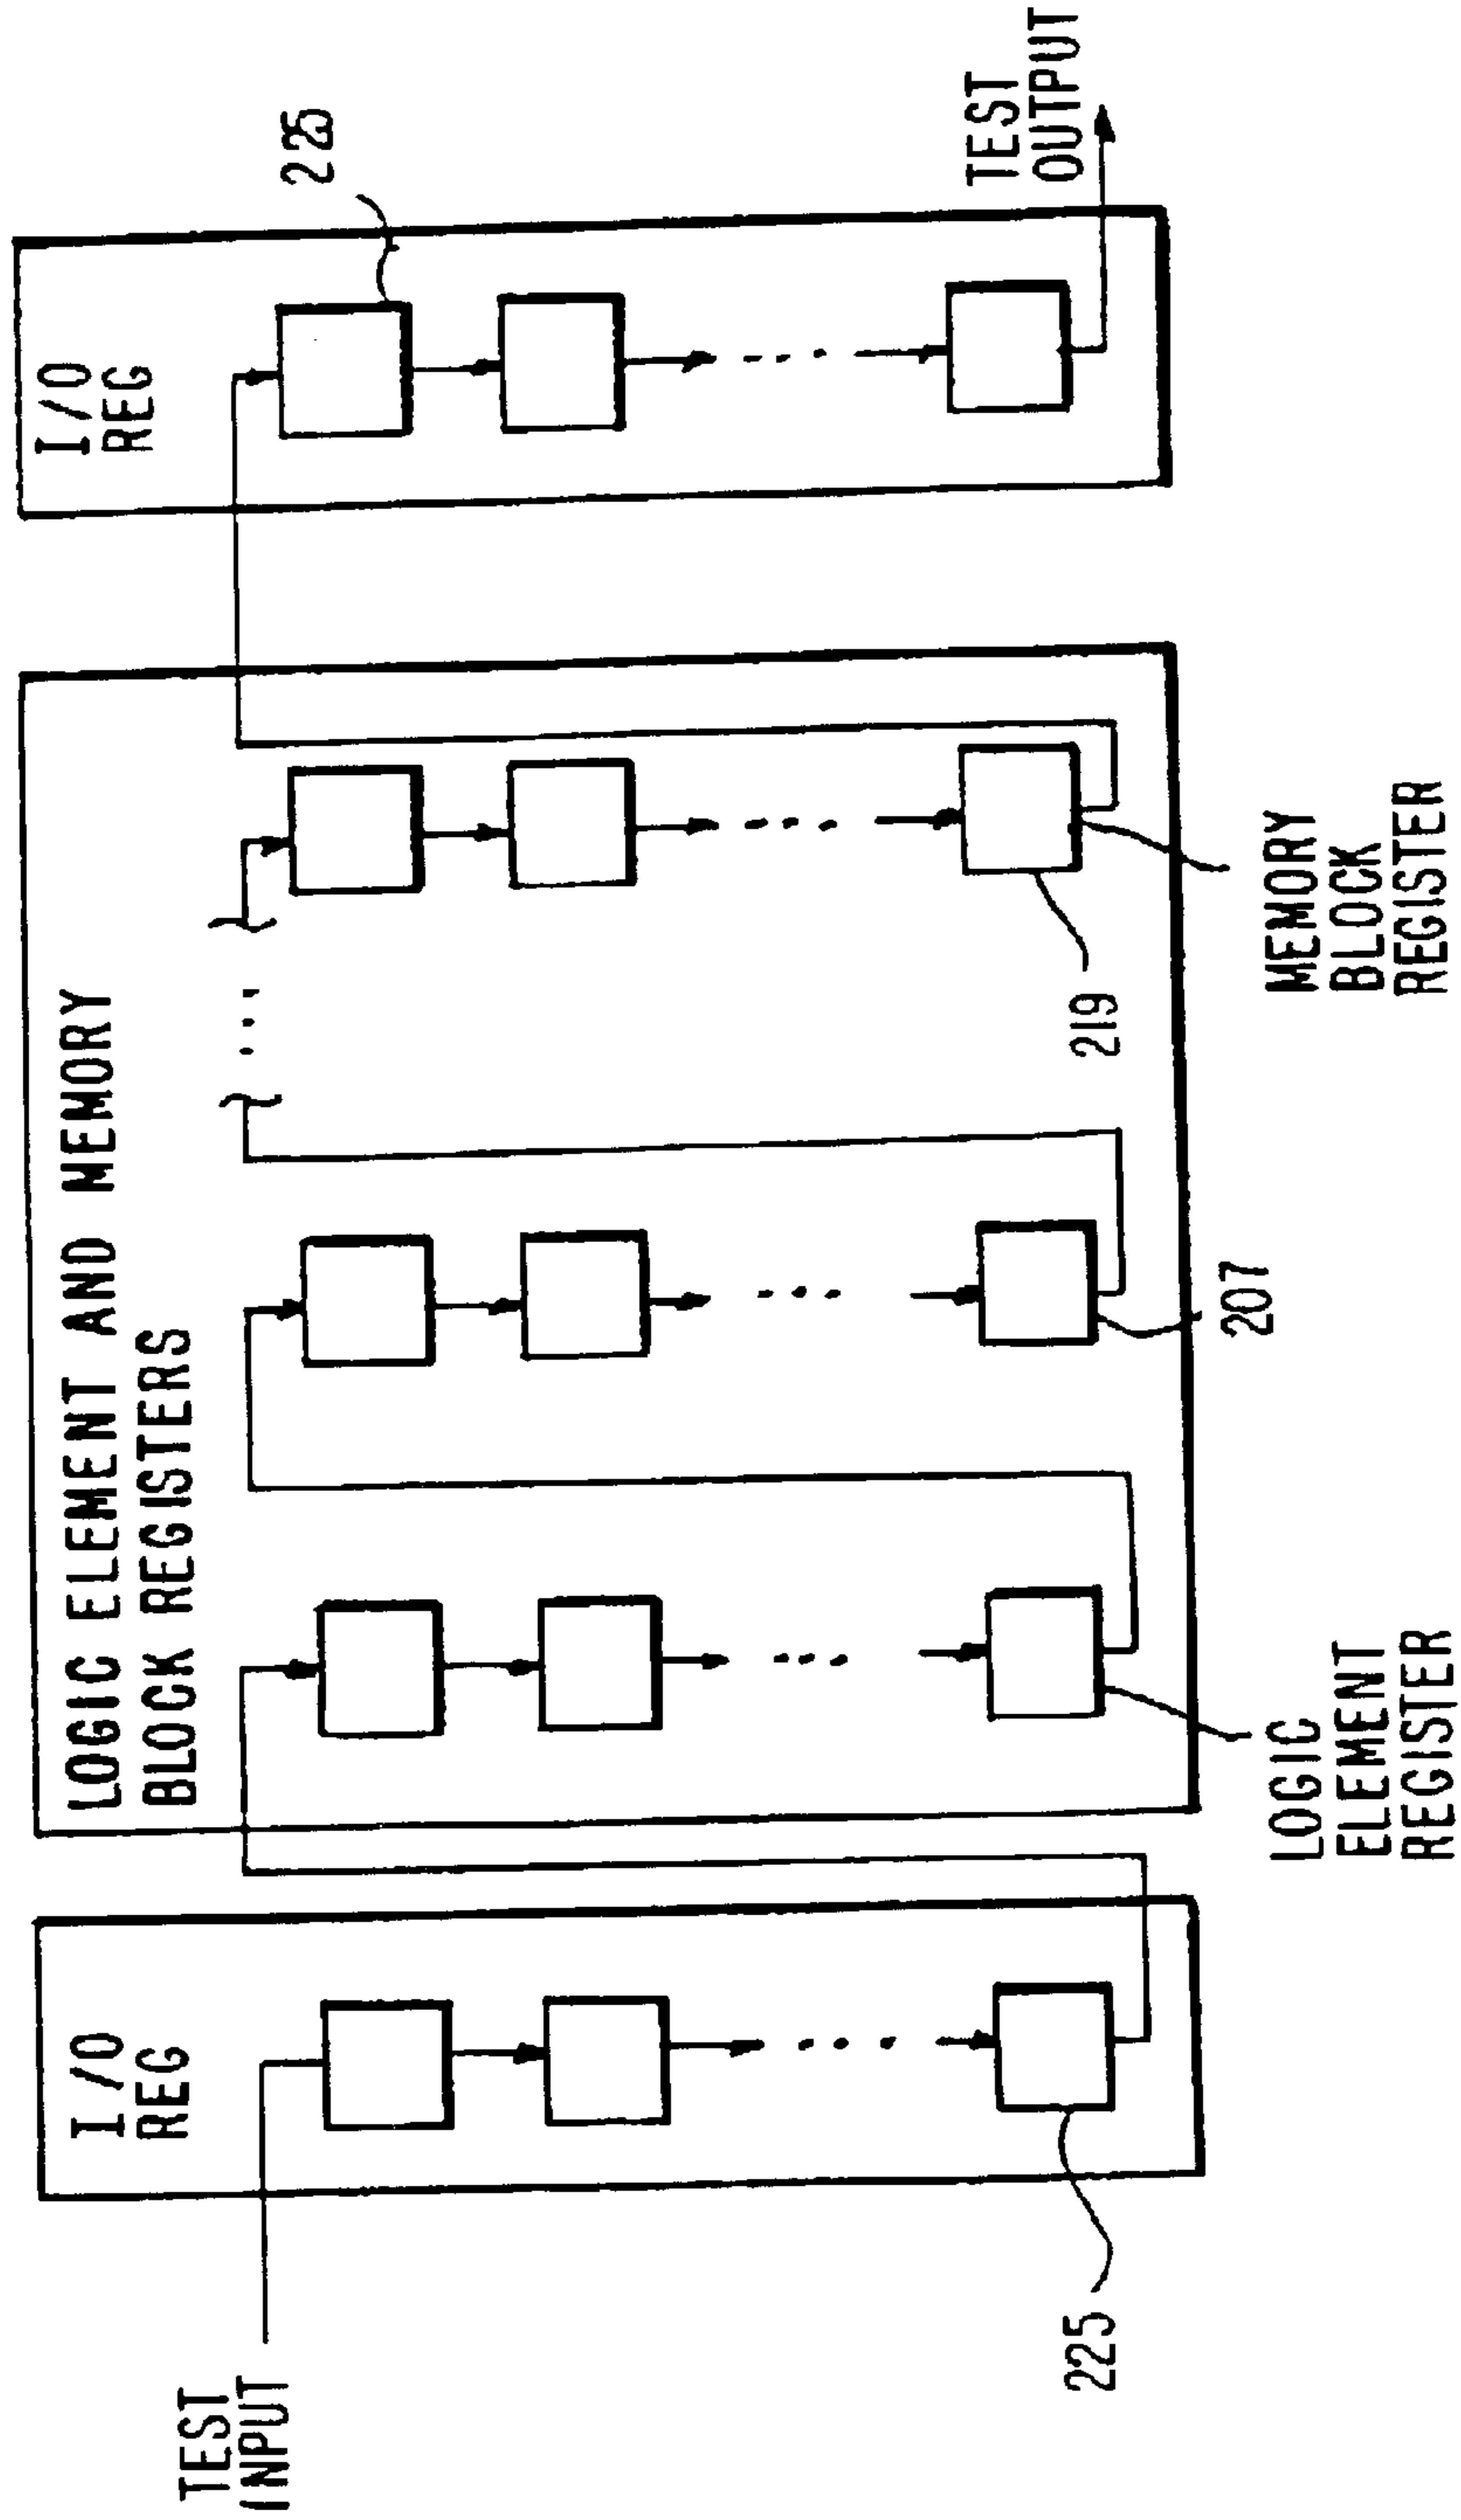 I/O
REG
LOGIC ELEMENT AND MEMORY
BLOCK REGISTERS
I/O
REG
TEST
INPUT
225
LOGIC
ELEMENT
REGISTER
207
219
MEMORY
BLOCK
REGISTER
TEST
OUTPUT